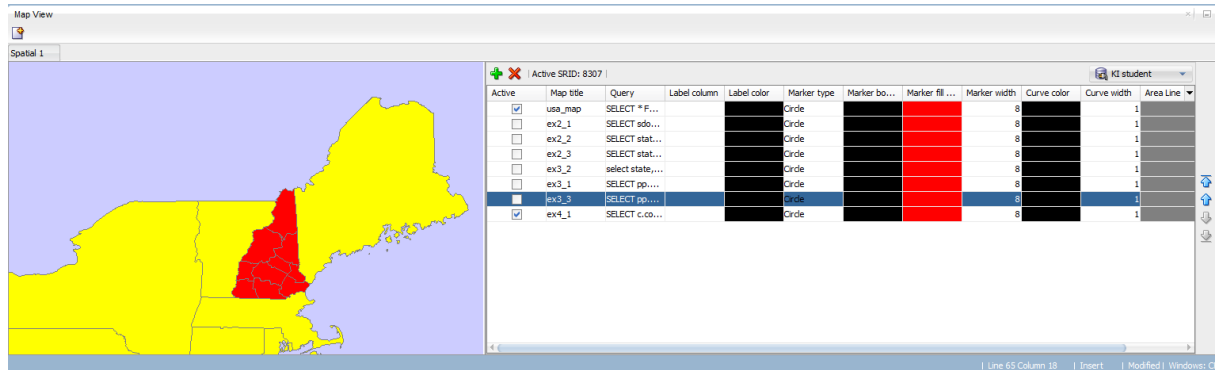 Map View
Spatial 1
Active SRID: 8307
KI student
Active Map title Query Label column Label color Marker type Marker bo... Marker fill ... Marker width Curve color Curve width Area Line
usa_map SELECT * F... Circle 8 1
ex2_1 SELECT sdo... Circle 8 1
ex2_2 SELECT stat... Circle 8 1
ex2_3 SELECT stat... Circle 8 1
ex3_2 select state,... Circle 8 1
ex3_1 SELECT pp.... Circle 8 1
ex3_3 SELECT pp.... Circle 8 1
ex4_1 SELECT c.co... Circle 8 1
| Line 65 Column 18 | Insert | Modified | Windows: C